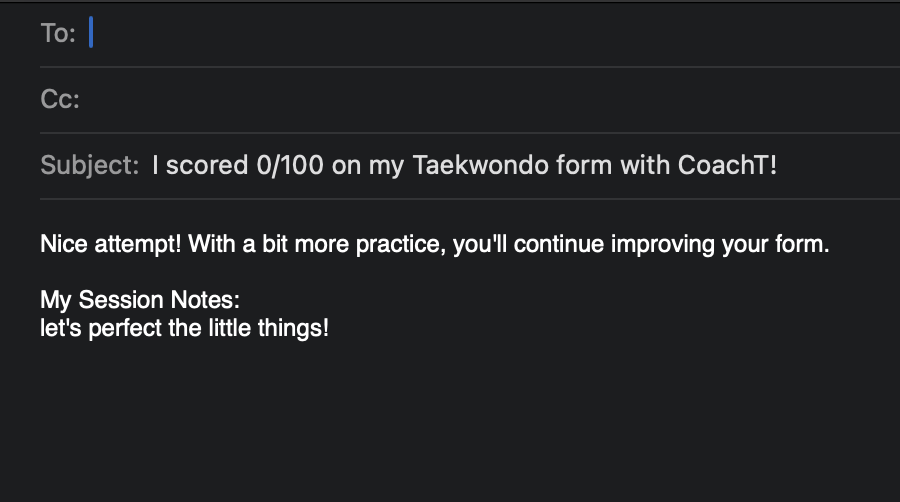 To:
Cc:
Subject: I scored 0/100 on my Taekwondo form with CoachT!
Nice attempt! With a bit more practice, you'll continue improving your form.
My Session Notes:
let's perfect the little things!